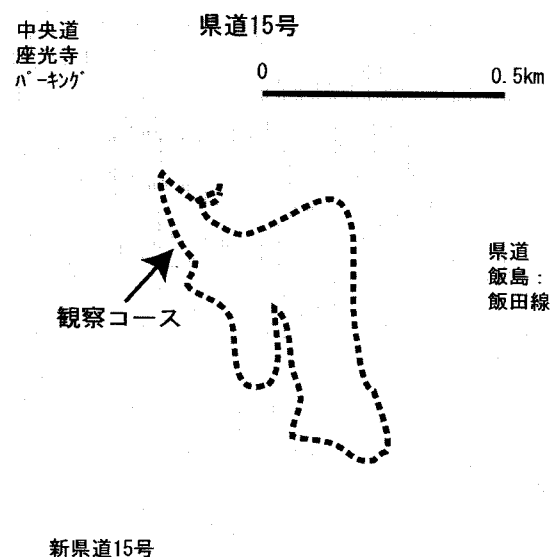 中央道
座光寺
パーキング
県道15号
0 0.5km
観察コース
県道
飯島:
飯田線
新県道15号